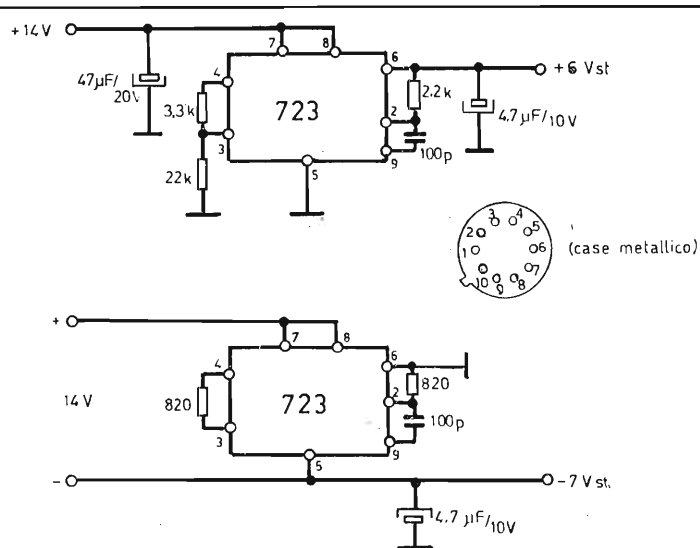 +14V
7
8
4
6
+6 Vst
47µF/
20V
3,3k
723
2.2k
2
4,7µF/10V
3
100p
9
22k
5
3 4
2 5
1 6
10 9 8 7
(case metallico)
+
7
8
4
6
14V
820
723
820
2
100p
3
9
5
-
-7 Vst.
4,7 µF/10V